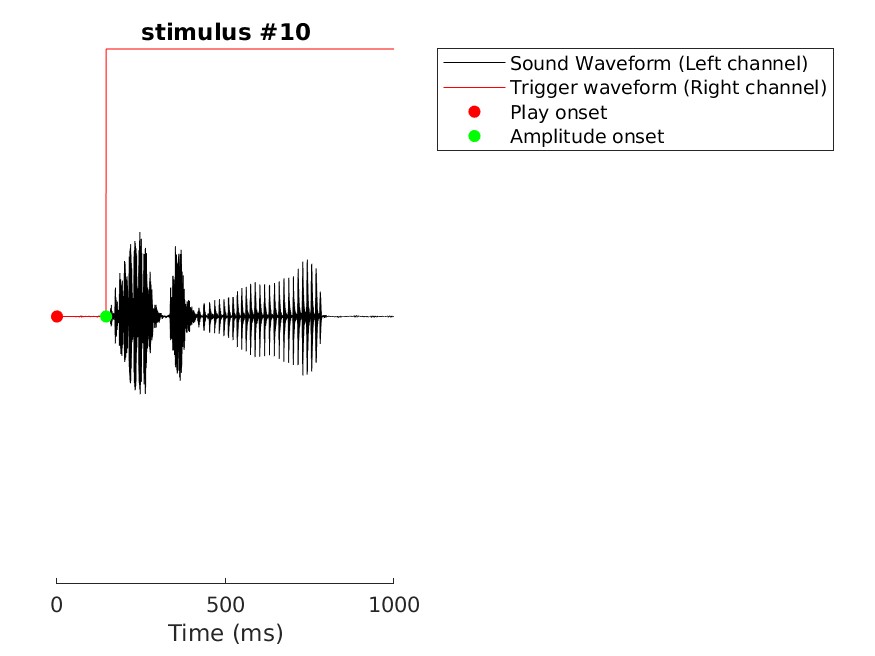 stimulus #10
Sound Waveform (Left channel)
Trigger waveform (Right channel)
Play onset
Amplitude onset
0 500 1000
Time (ms)